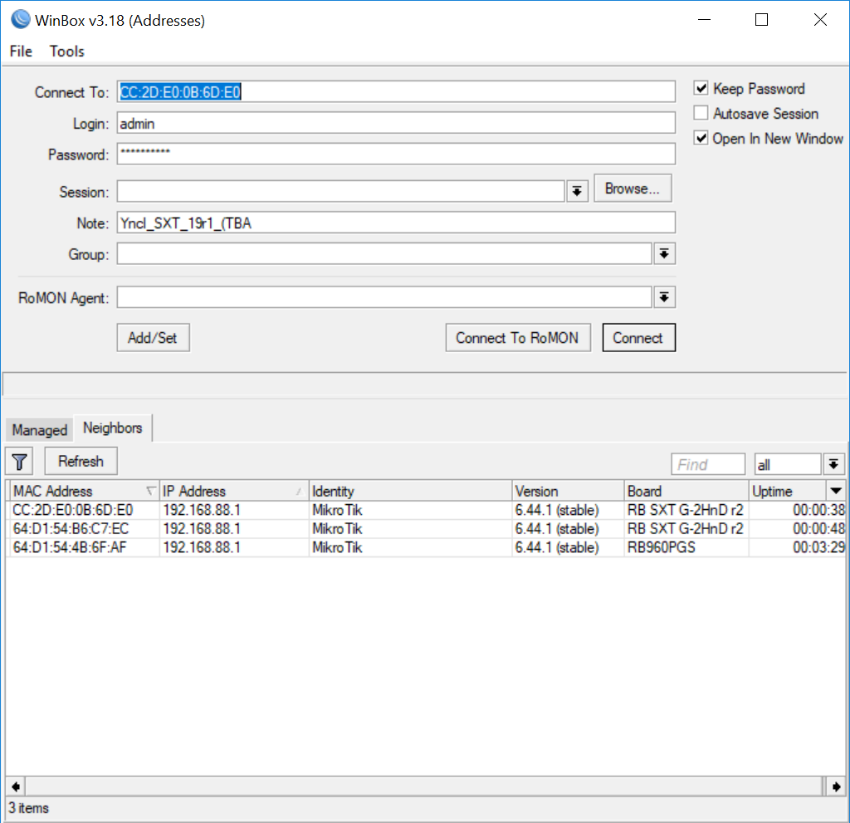 WinBox v3.18 (Addresses)
File Tools
Connect To: CC:2D:E0:0B:6D:E0
Keep Password
Login: admin
Autosave Session
Password: **********
Open In New Window
Session:
Browse...
Note: Yncl_SXT_19r1_(TBA
Group:
RoMON Agent:
Add/Set Connect To RoMON Connect
Managed Neighbors
Refresh Find all
MAC Address IP Address Identity Version Board Uptime
CC:2D:E0:0B:6D:E0 192.168.88.1 MikroTik 6.44.1 (stable) RB SXT G-2HnD r2 00:00:38
64:D1:54:B6:C7:EC 192.168.88.1 MikroTik 6.44.1 (stable) RB SXT G-2HnD r2 00:00:48
64:D1:54:4B:6F:AF 192.168.88.1 MikroTik 6.44.1 (stable) RB960PGS 00:03:29
3 items